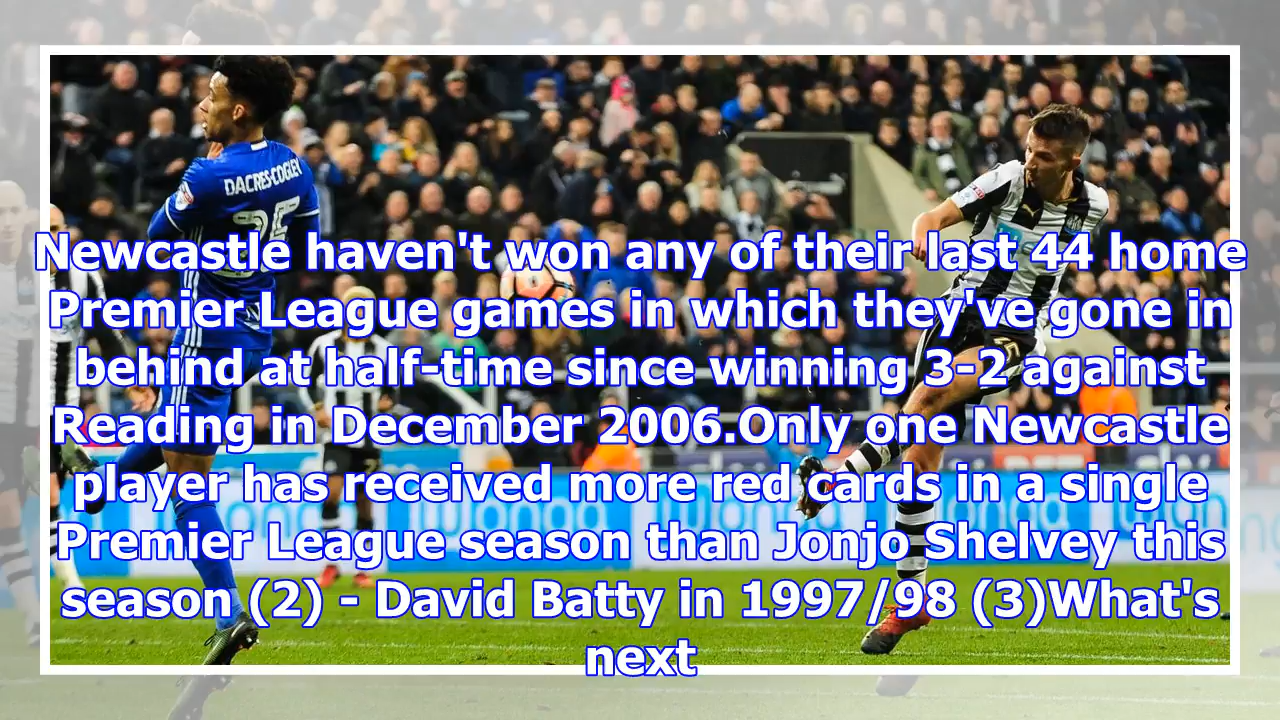 DACRES-COGLEY
Newcastle haven't won any of their last 44 home
Premier League games in which they've gone in
behind at half-time since winning 3-2 against
Reading in December 2006.Only one Newcastle
player has received more red cards in a single
Premier League season than Jonjo Shelvey this
season (2) - David Batty in 1997/98 (3)What's
next